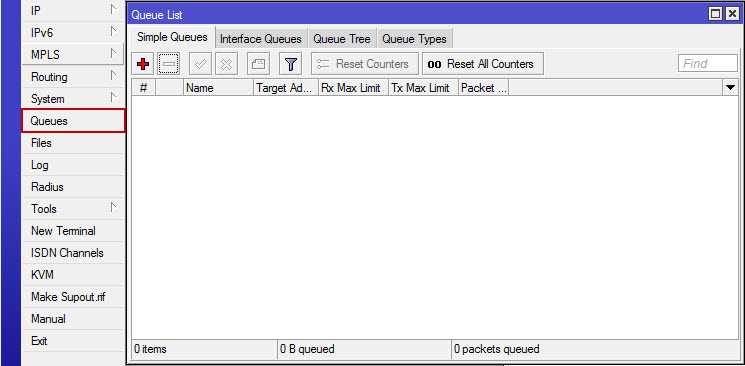 IP
IPv6
MPLS
Routing
System
Queues
Files
Log
Radius
Tools
New Terminal
ISDN Channels
KVM
Make Supout.rif
Manual
Exit
Queue List
Simple Queues Interface Queues Queue Tree Queue Types
Reset Counters 00 Reset All Counters Find
# Name Target Ad... Rx Max Limit Tx Max Limit Packet ...
0 items 0 B queued 0 packets queued